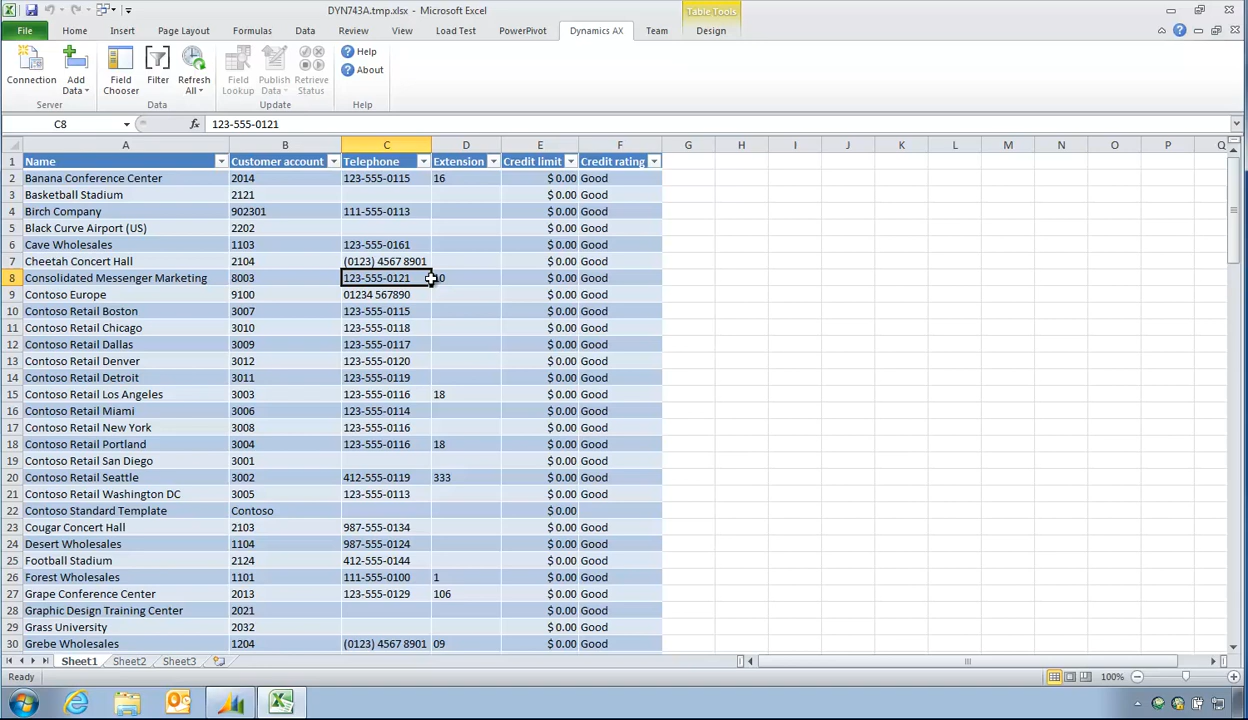 DYN743A.tmp.xlsx - Microsoft Excel
Table Tools
File Home Insert Page Layout Formulas Data Review View Load Test PowerPivot Dynamics AX Team Design
Connection Add Data Field Chooser Filter Refresh All Field Lookup Publish Data Retrieve Status Help About
Server Data Update Help
C8 fx 123-555-0121
A B C D E F G H I J K L M N O P Q
1 Name Customer account Telephone Extension Credit limit Credit rating
2 Banana Conference Center 2014 123-555-0115 16 $ 0.00 Good
3 Basketball Stadium 2121 $ 0.00 Good
4 Birch Company 902301 111-555-0113 $ 0.00 Good
5 Black Curve Airport (US) 2202 $ 0.00 Good
6 Cave Wholesales 1103 123-555-0161 $ 0.00 Good
7 Cheetah Concert Hall 2104 (0123) 4567 8901 $ 0.00 Good
8 Consolidated Messenger Marketing 8003 123-555-0121 $ 0.00 Good
9 Contoso Europe 9100 01234 567890 $ 0.00 Good
10 Contoso Retail Boston 3007 123-555-0115 $ 0.00 Good
11 Contoso Retail Chicago 3010 123-555-0118 $ 0.00 Good
12 Contoso Retail Dallas 3009 123-555-0117 $ 0.00 Good
13 Contoso Retail Denver 3012 123-555-0120 $ 0.00 Good
14 Contoso Retail Detroit 3011 123-555-0119 $ 0.00 Good
15 Contoso Retail Los Angeles 3003 123-555-0116 18 $ 0.00 Good
16 Contoso Retail Miami 3006 123-555-0114 $ 0.00 Good
17 Contoso Retail New York 3008 123-555-0116 $ 0.00 Good
18 Contoso Retail Portland 3004 123-555-0116 18 $ 0.00 Good
19 Contoso Retail San Diego 3001 $ 0.00 Good
20 Contoso Retail Seattle 3002 412-555-0119 333 $ 0.00 Good
21 Contoso Retail Washington DC 3005 123-555-0113 $ 0.00 Good
22 Contoso Standard Template Contoso $ 0.00
23 Cougar Concert Hall 2103 987-555-0134 $ 0.00 Good
24 Desert Wholesales 1104 987-555-0124 $ 0.00 Good
25 Football Stadium 2124 412-555-0144 $ 0.00 Good
26 Forest Wholesales 1101 111-555-0100 1 $ 0.00 Good
27 Grape Conference Center 2013 123-555-0129 106 $ 0.00 Good
28 Graphic Design Training Center 2021 $ 0.00 Good
29 Grass University 2032 $ 0.00 Good
30 Grebe Wholesales 1204 (0123) 4567 8901 09 $ 0.00 Good
Sheet1 Sheet2 Sheet3
Ready 100%